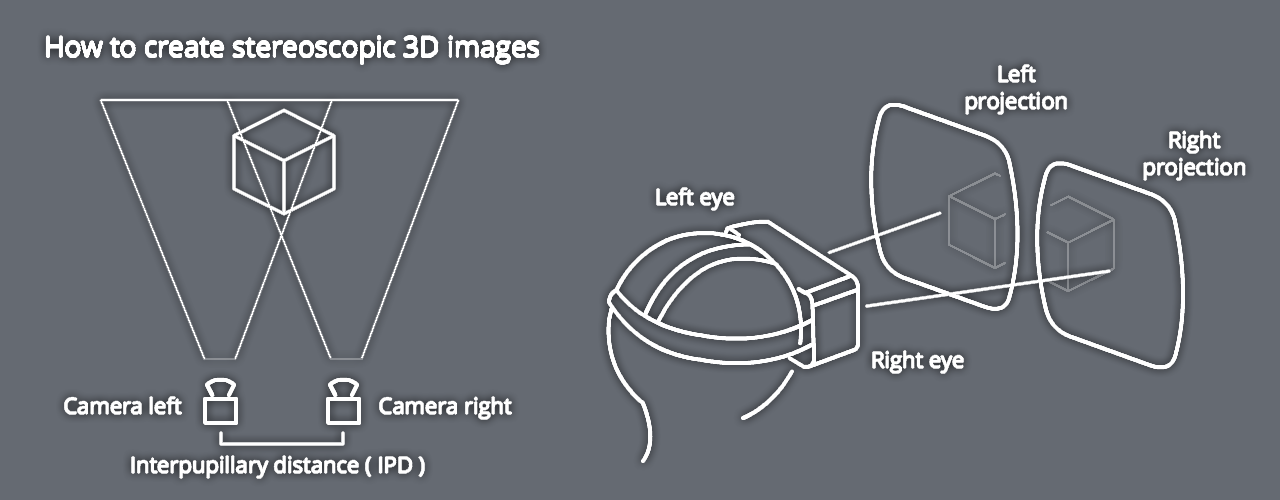 How to create stereoscopic 3D images
Camera left
Camera right
Interpupillary distance ( IPD )
Left eye
Right eye
Left
projection
Right
projection